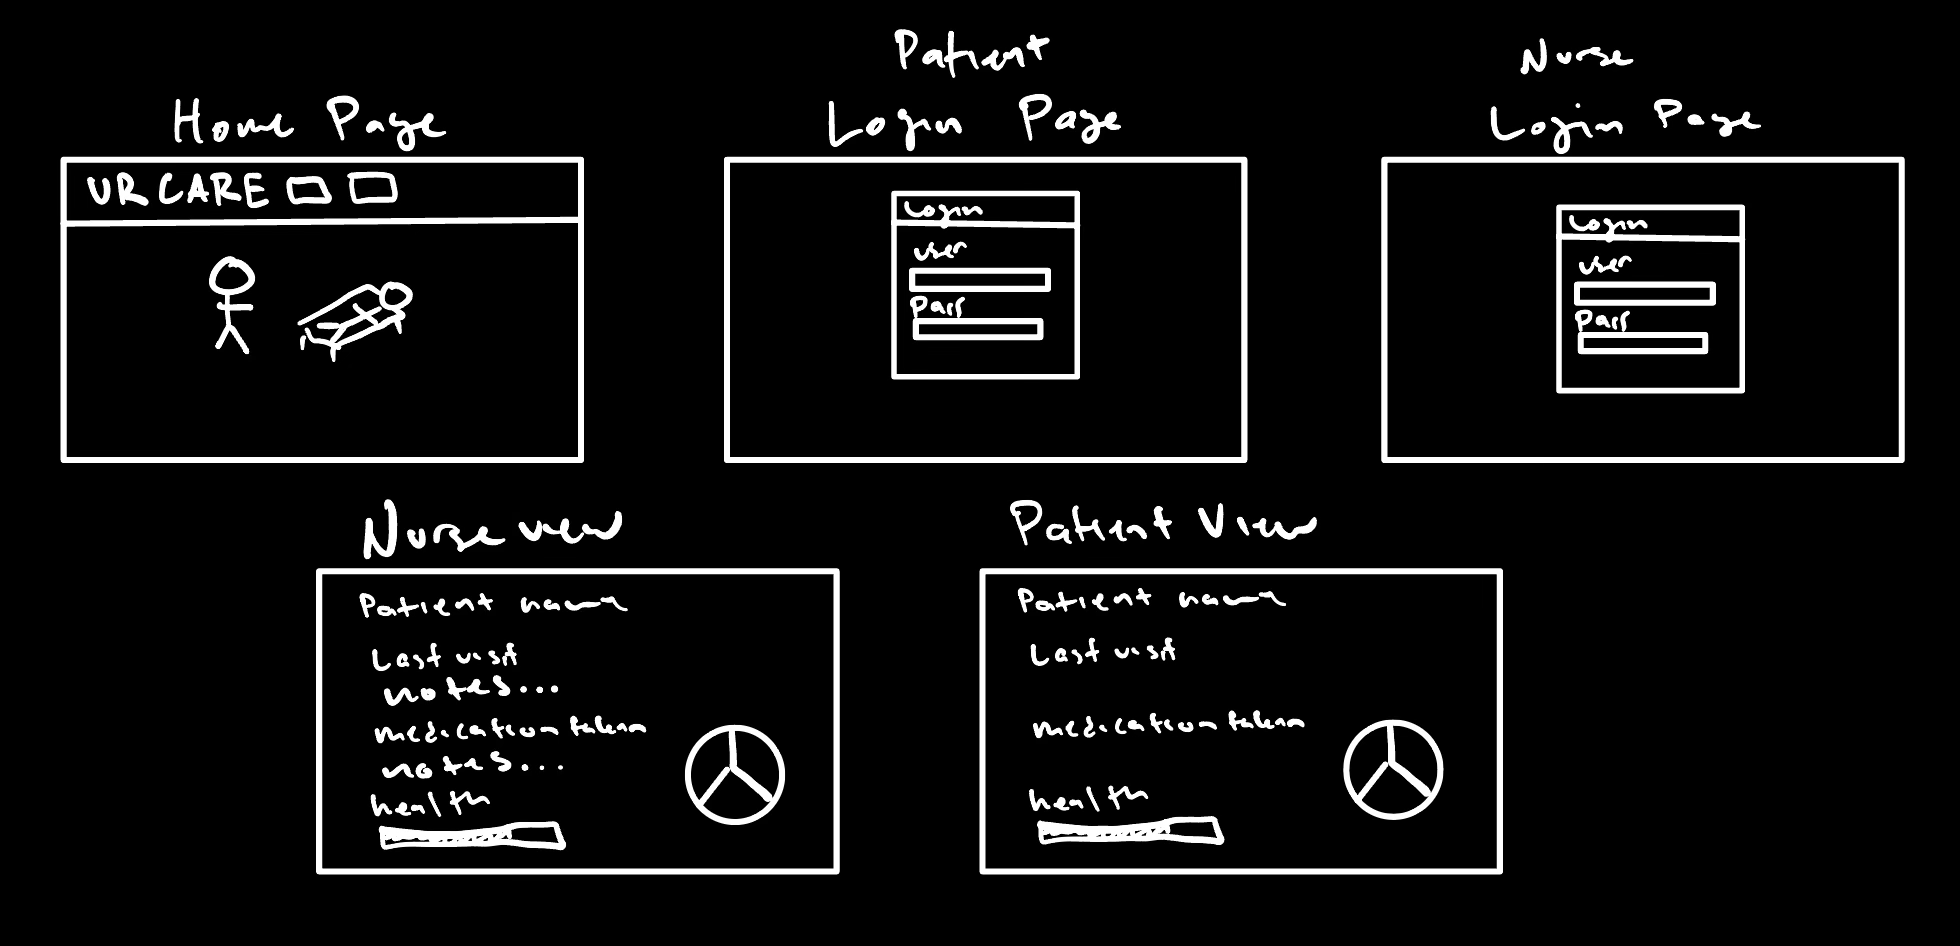 Patient
Nurse
Home Page
Login Page
Login Page
UR CARE
Login
user
Pass
Login
user
Pass
Nurse view
Patient View
Patient name
Last visit
notes...
medication taken
notes...
health
Patient name
Last visit
medication taken
health